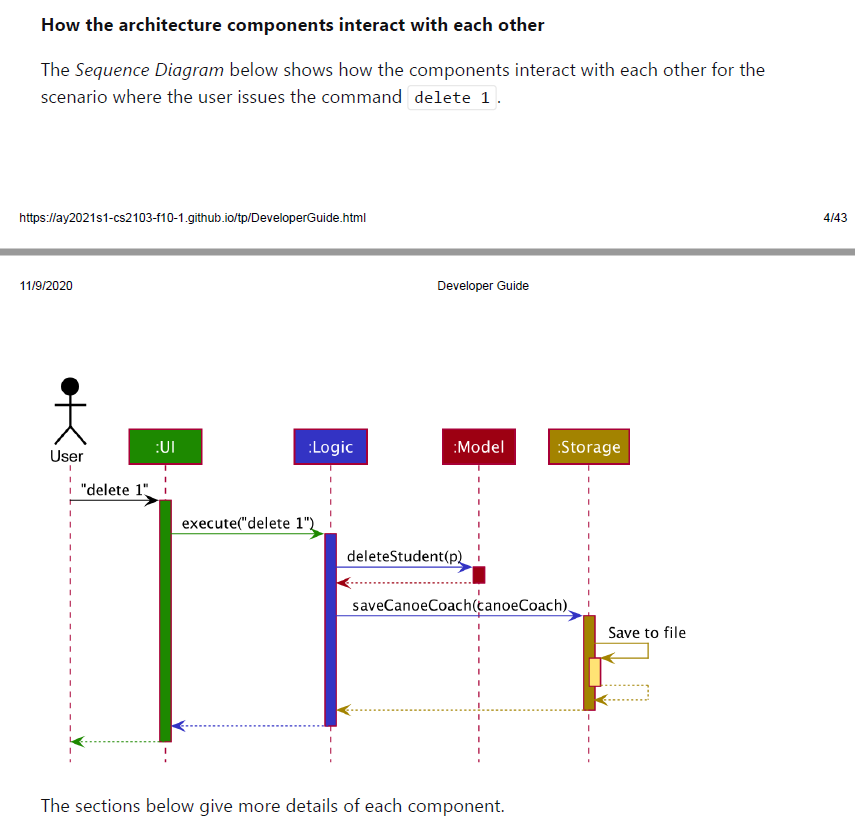 How the architecture components interact with each other
The Sequence Diagram below shows how the components interact with each other for the
scenario where the user issues the command delete 1.
https://ay2021s1-cs2103-f10-1.github.io/tp/DeveloperGuide.html 4/43
11/9/2020 Developer Guide
:UI :Logic :Model :Storage
User
"delete 1"
execute("delete 1")
deleteStudent(p)
saveCanoeCoach(canoeCoach)
Save to file
The sections below give more details of each component.